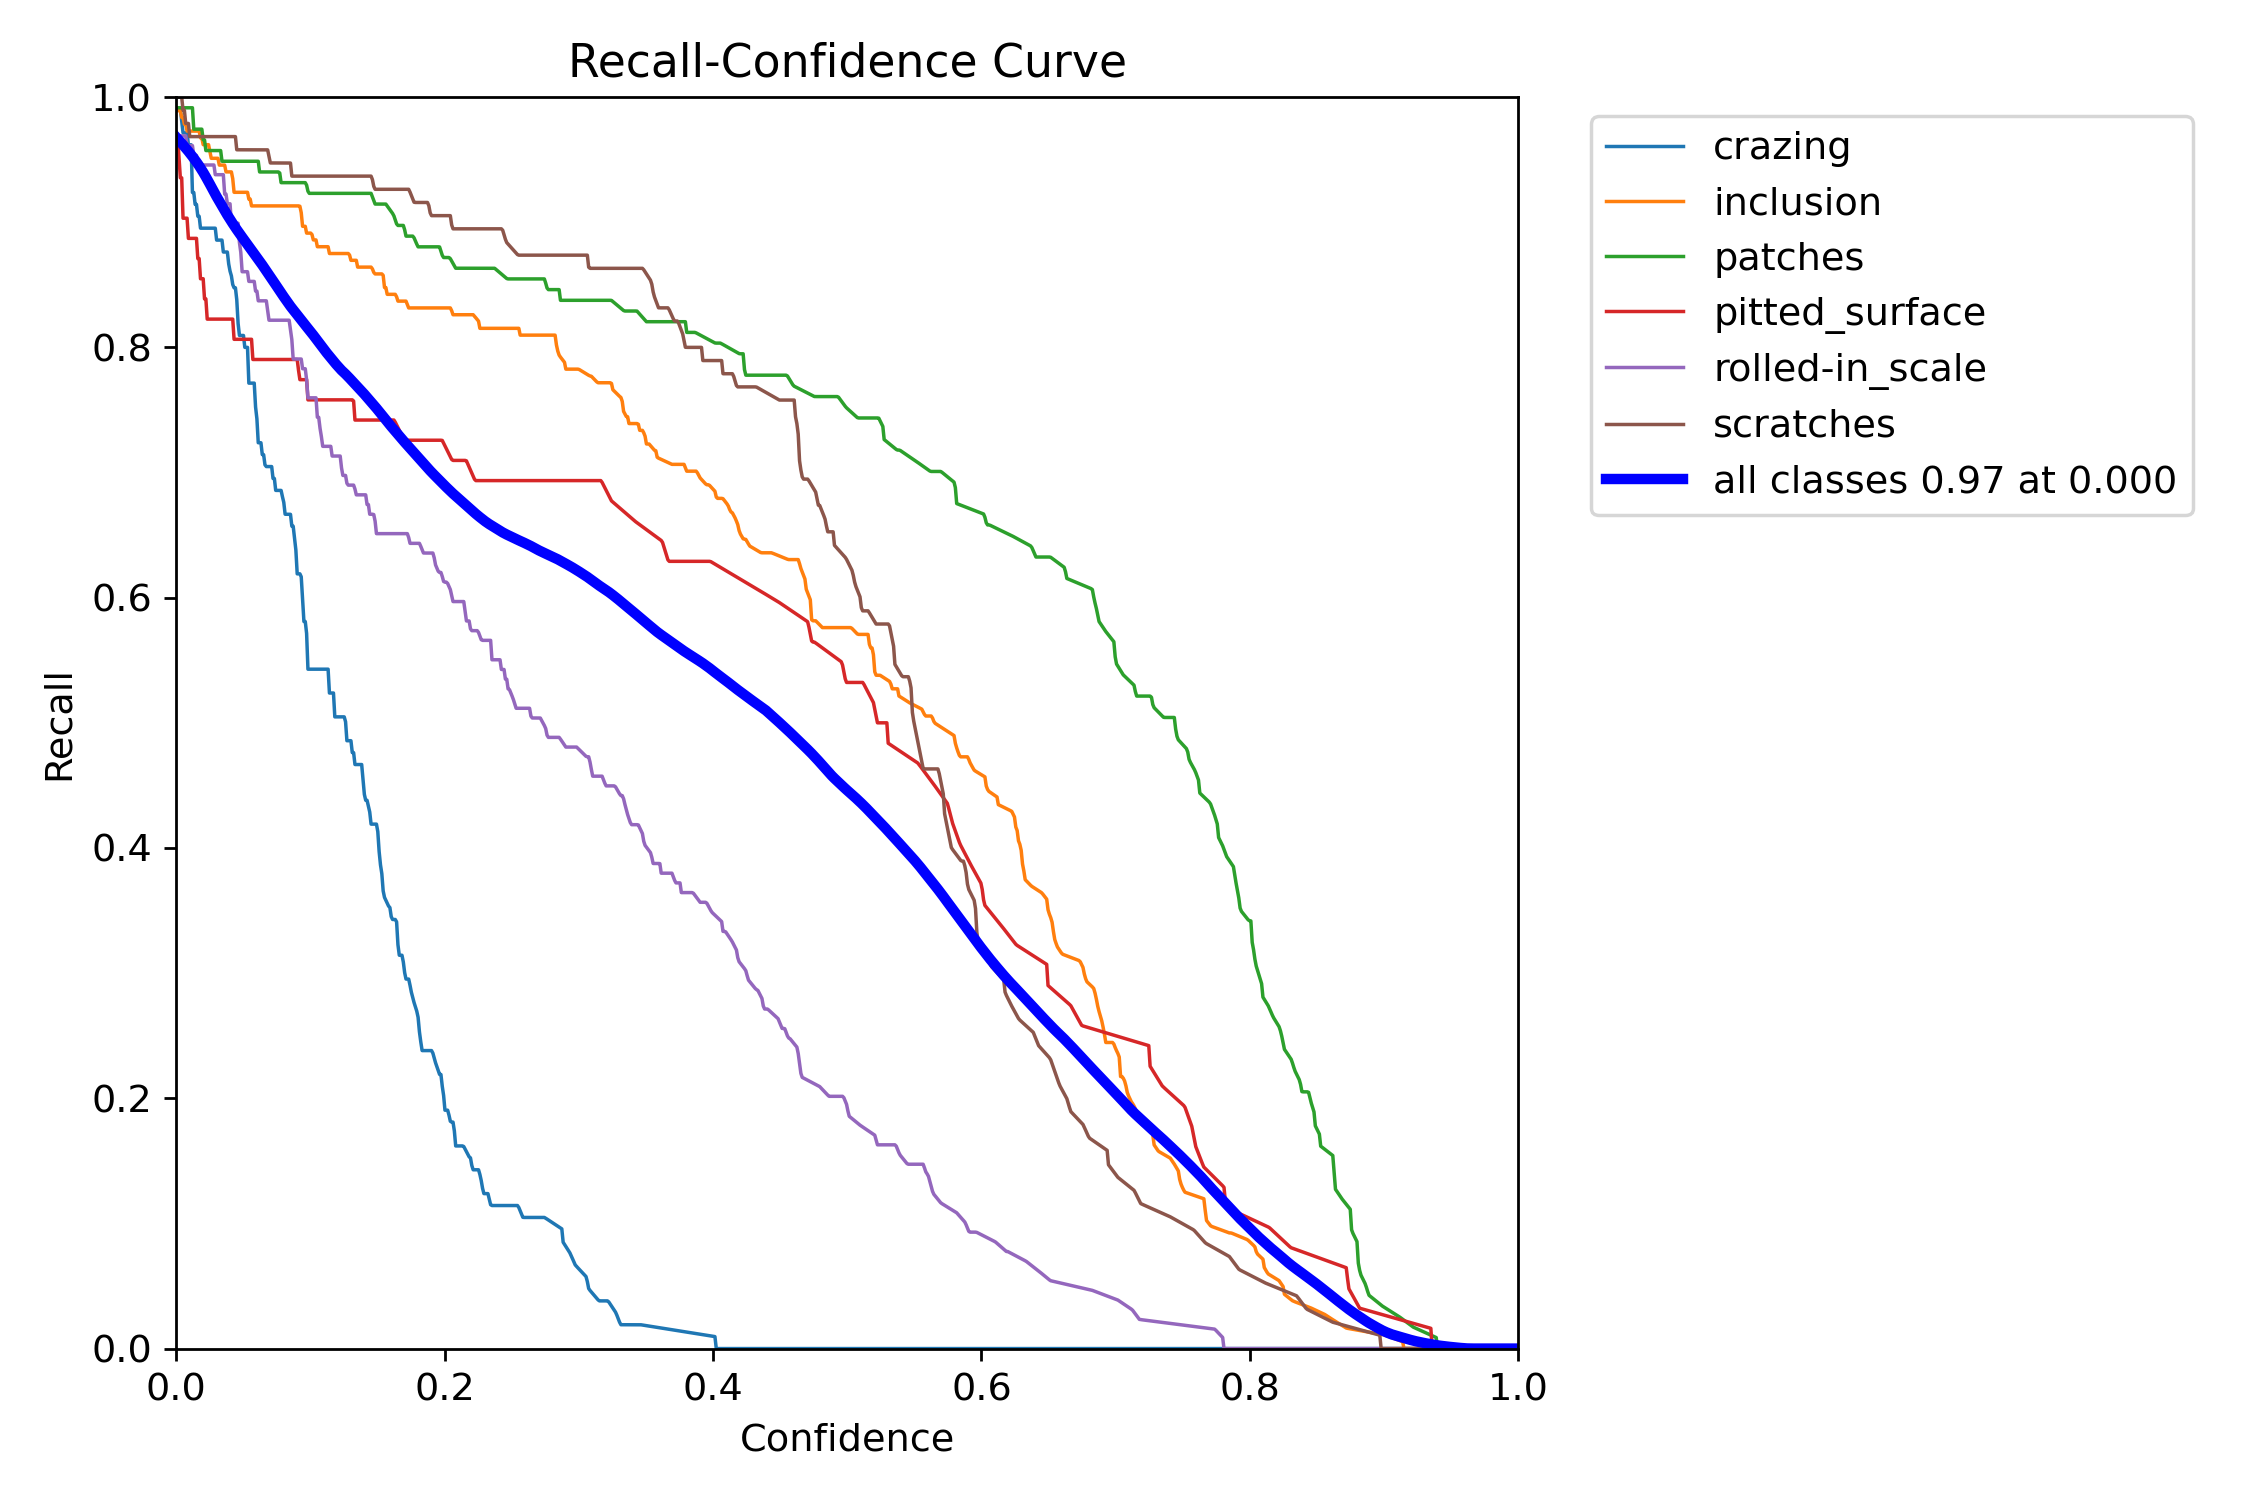 Recall-Confidence Curve
1.0
0.8
0.6
0.4
0.2
0.0
Recall
0.0 0.2 0.4 0.6 0.8 1.0
Confidence
crazing
inclusion
patches
pitted_surface
rolled-in_scale
scratches
all classes 0.97 at 0.000